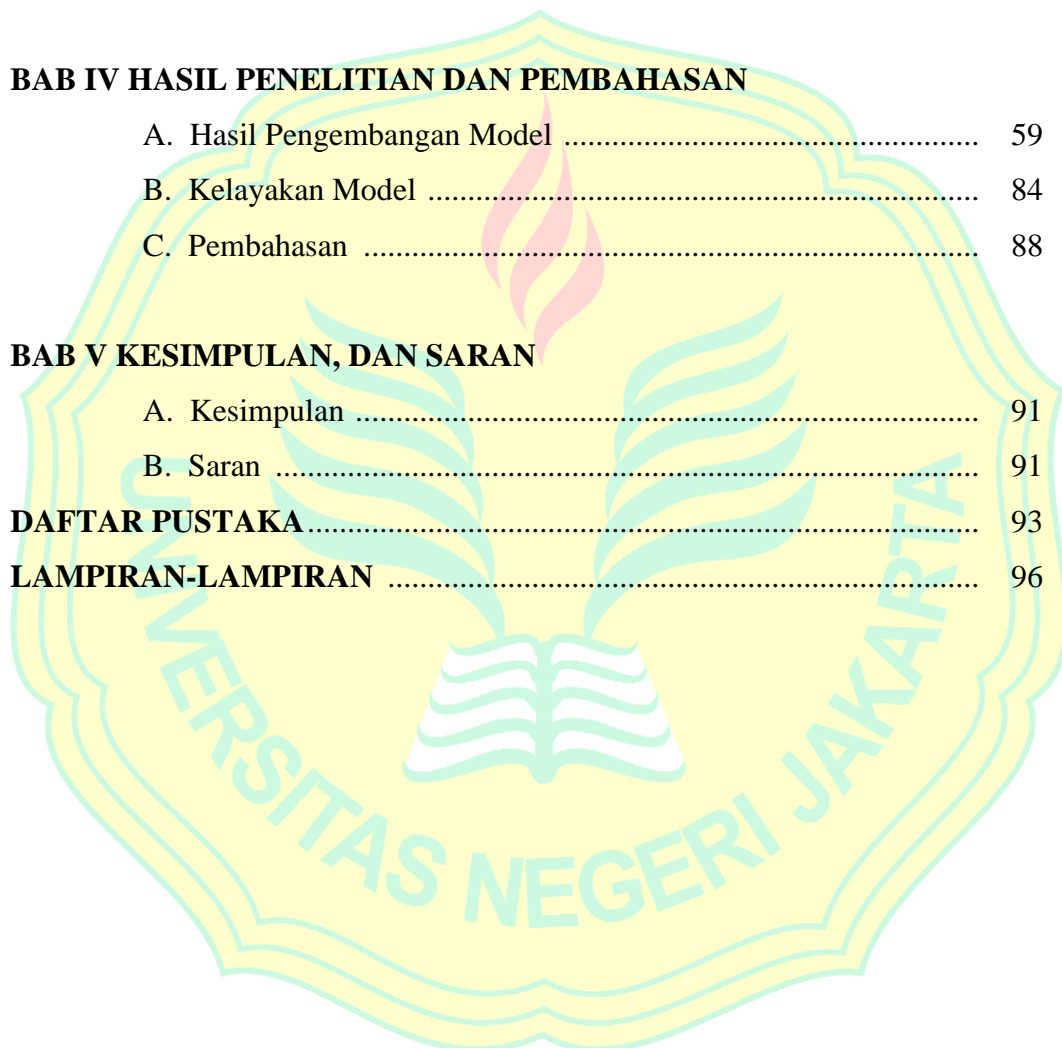 BAB IV HASIL PENELITIAN DAN PEMBAHASAN
A. Hasil Pengembangan Model .................................................... 59
B. Kelayakan Model ..................................................................... 84
C. Pembahasan ............................................................................. 88
BAB V KESIMPULAN, DAN SARAN
A. Kesimpulan .............................................................................. 91
B. Saran ........................................................................................ 91
DAFTAR PUSTAKA .................................................................................... 93
LAMPIRAN-LAMPIRAN .......................................................................... 96
UNIVERSITAS NEGERI JAKARTA